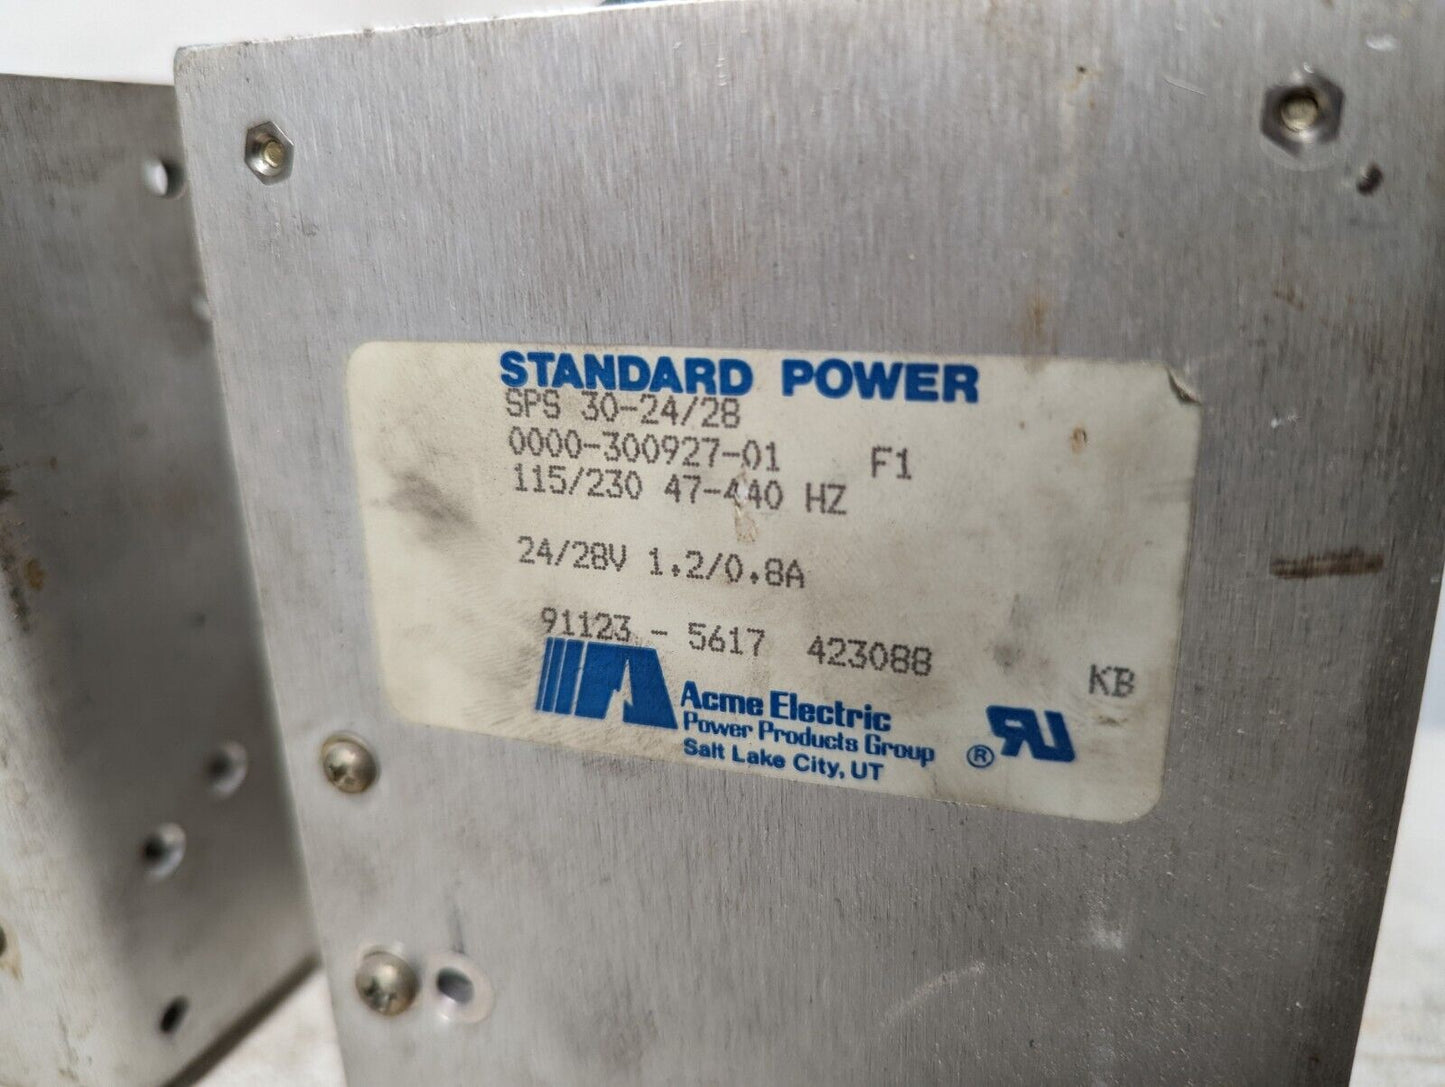 STANDARD POWER
SPS 30-24/28
0000-300927-01 F1
115/230 47-440 HZ
24/28V 1.2/0.8A
91123 - 5617 423088
KB
Acme Electric
Power Products Group
Salt Lake City, UT
® RU